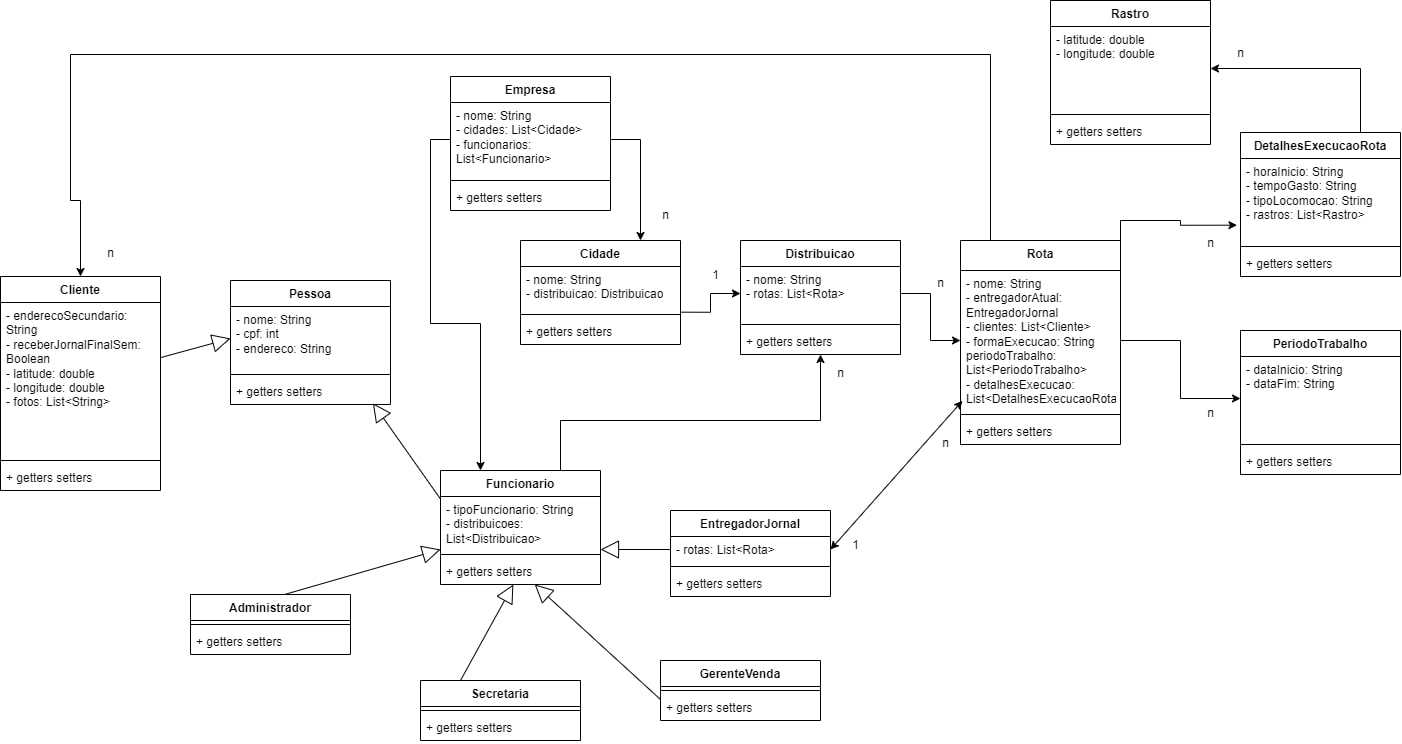 Rastro
- latitude: double
- longitude: double
+ getters setters
n
Empresa
- nome: String
- cidades: List<Cidade>
- funcionarios:
List<Funcionario>
+ getters setters
DetalhesExecucaoRota
- horaInicio: String
- tempoGasto: String
- tipoLocomocao: String
- rastros: List<Rastro>
+ getters setters
n
n
n
Cliente
- enderecoSecundario:
String
- receberJornalFinalSem:
Boolean
- latitude: double
- longitude: double
- fotos: List<String>
+ getters setters
Pessoa
- nome: String
- cpf: int
- endereco: String
+ getters setters
Cidade
- nome: String
- distribuicao: Distribuicao
+ getters setters
1
Distribuicao
- nome: String
- rotas: List<Rota>
+ getters setters
n
n
Rota
- nome: String
- entregadorAtual:
EntregadorJornal
- clientes: List<Cliente>
- formaExecucao: String
periodoTrabalho:
List<PeriodoTrabalho>
- detalhesExecucao:
List<DetalhesExecucaoRota
+ getters setters
PeriodoTrabalho
- dataInicio: String
- dataFim: String
+ getters setters
n
n
1
Funcionario
- tipoFuncionario: String
- distribuicoes:
List<Distribuicao>
+ getters setters
EntregadorJornal
- rotas: List<Rota>
+ getters setters
Administrador
+ getters setters
Secretaria
+ getters setters
GerenteVenda
+ getters setters